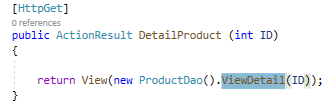 [HttpGet]
0 references
public ActionResult DetailProduct (int ID)
{
return View(new ProductDao().ViewDetail(ID));
}